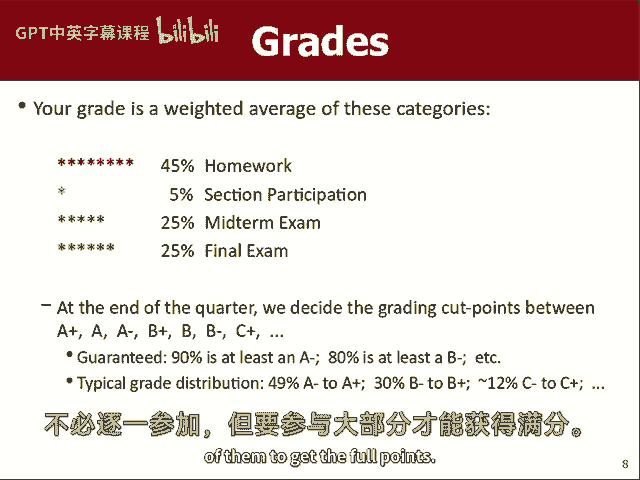 GPT中英字幕课程 bilibili
Grades
• Your grade is a weighted average of these categories:
******** 45% Homework
* 5% Section Participation
***** 25% Midterm Exam
****** 25% Final Exam
– At the end of the quarter, we decide the grading cut-points between
A+, A, A-, B+, B, B-, C+, ...
• Guaranteed: 90% is at least an A-; 80% is at least a B-; etc.
• Typical grade distribution: 49% A- to A+; 30% B- to B+; ~12% C- to C+; ...
不必逐一参加，但要参与大部分才能获得满分。
of them to get the full points.
8